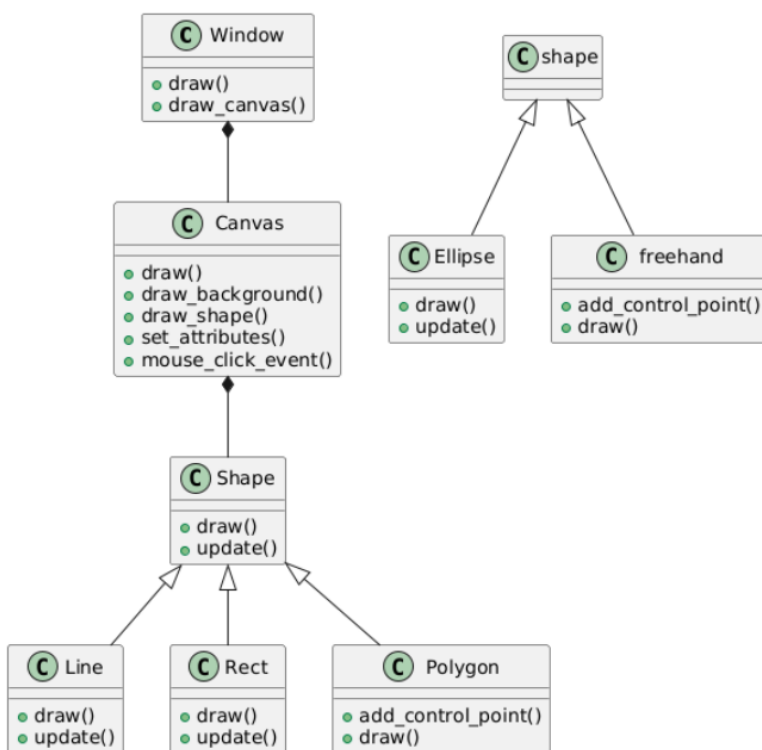 C Window
draw()
draw_canvas()
C shape
C Canvas
draw()
draw_background()
draw_shape()
set_attributes()
mouse_click_event()
C Ellipse
draw()
update()
C freehand
add_control_point()
draw()
C Shape
draw()
update()
C Line
draw()
update()
C Rect
draw()
update()
C Polygon
add_control_point()
draw()